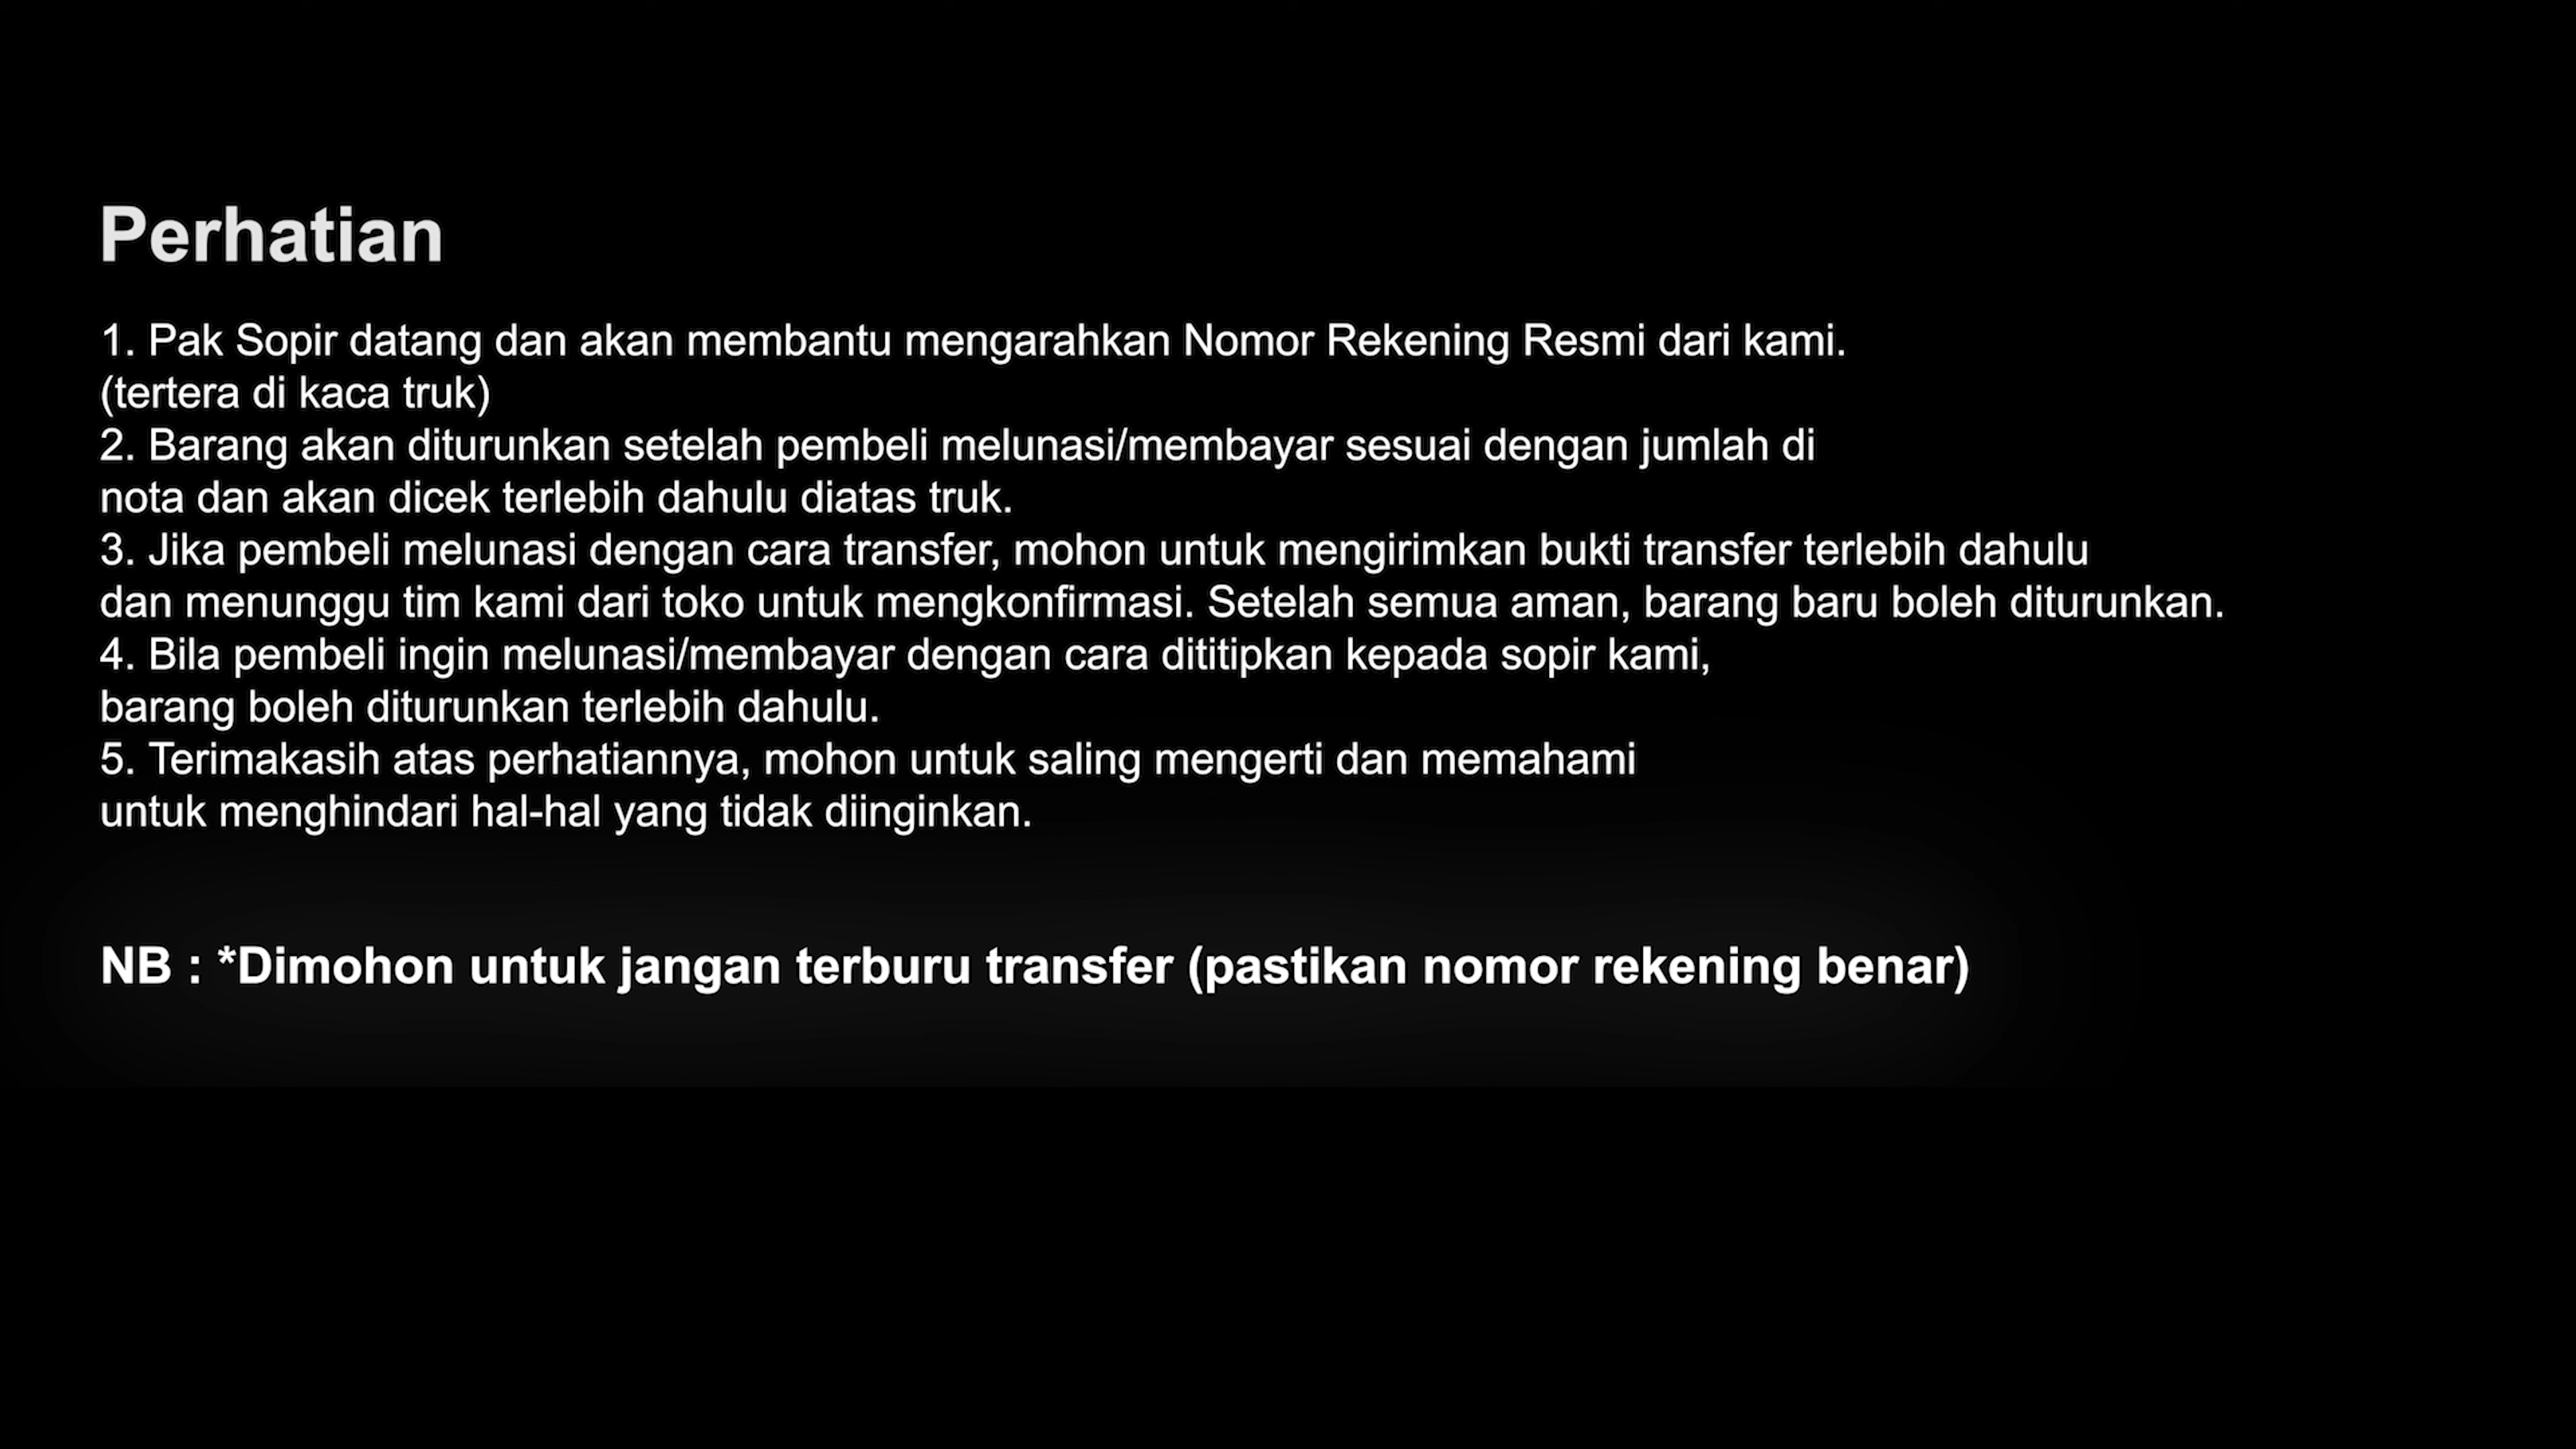 Perhatian
1. Pak Sopir datang dan akan membantu mengarahkan Nomor Rekening Resmi dari kami.
(tertera di kaca truk)
2. Barang akan diturunkan setelah pembeli melunasi/membayar sesuai dengan jumlah di
nota dan akan dicek terlebih dahulu diatas truk.
3. Jika pembeli melunasi dengan cara transfer, mohon untuk mengirimkan bukti transfer terlebih dahulu
dan menunggu tim kami dari toko untuk mengkonfirmasi. Setelah semua aman, barang baru boleh diturunkan.
4. Bila pembeli ingin melunasi/membayar dengan cara dititipkan kepada sopir kami,
barang boleh diturunkan terlebih dahulu.
5. Terimakasih atas perhatiannya, mohon untuk saling mengerti dan memahami
untuk menghindari hal-hal yang tidak diinginkan.
NB : *Dimohon untuk jangan terburu transfer (pastikan nomor rekening benar)